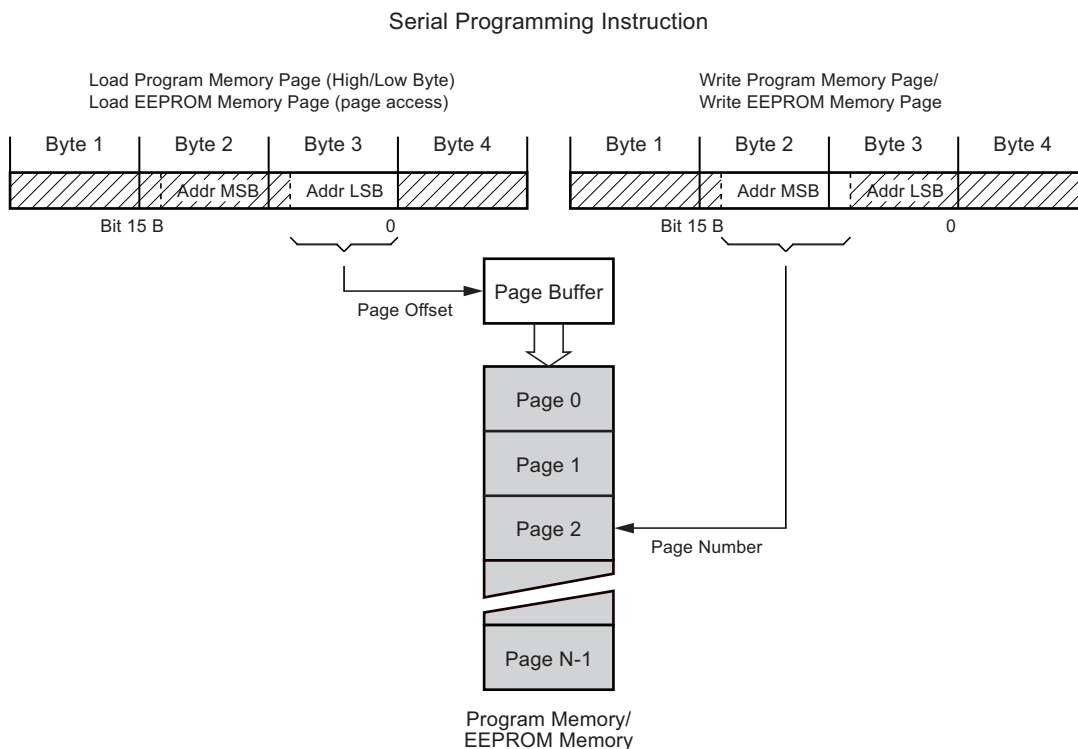 Serial Programming Instruction
Load Program Memory Page (High/Low Byte)
Load EEPROM Memory Page (page access)
Write Program Memory Page/
Write EEPROM Memory Page
Byte 1 Byte 2 Byte 3 Byte 4
Byte 1 Byte 2 Byte 3 Byte 4
Addr MSB Addr LSB
Addr MSB Addr LSB
Bit 15 B 0
Bit 15 B 0
Page Buffer
Page Offset
Page 0
Page 1
Page 2
Page Number
Page N-1
Program Memory/
EEPROM Memory